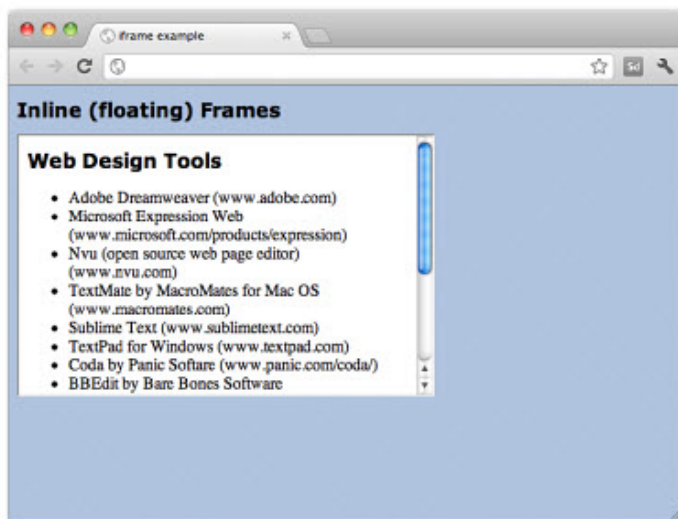 iframe example
Inline (floating) Frames
Web Design Tools
• Adobe Dreamweaver (www.adobe.com)
• Microsoft Expression Web
(www.microsoft.com/products/expression)
• Nvu (open source web page editor)
(www.nvu.com)
• TextMate by MacroMates for Mac OS
(www.macromates.com)
• Sublime Text (www.sublimetext.com)
• TextPad for Windows (www.textpad.com)
• Coda by Panic Softare (www.panic.com/coda/)
• BBEdit by Bare Bones Software